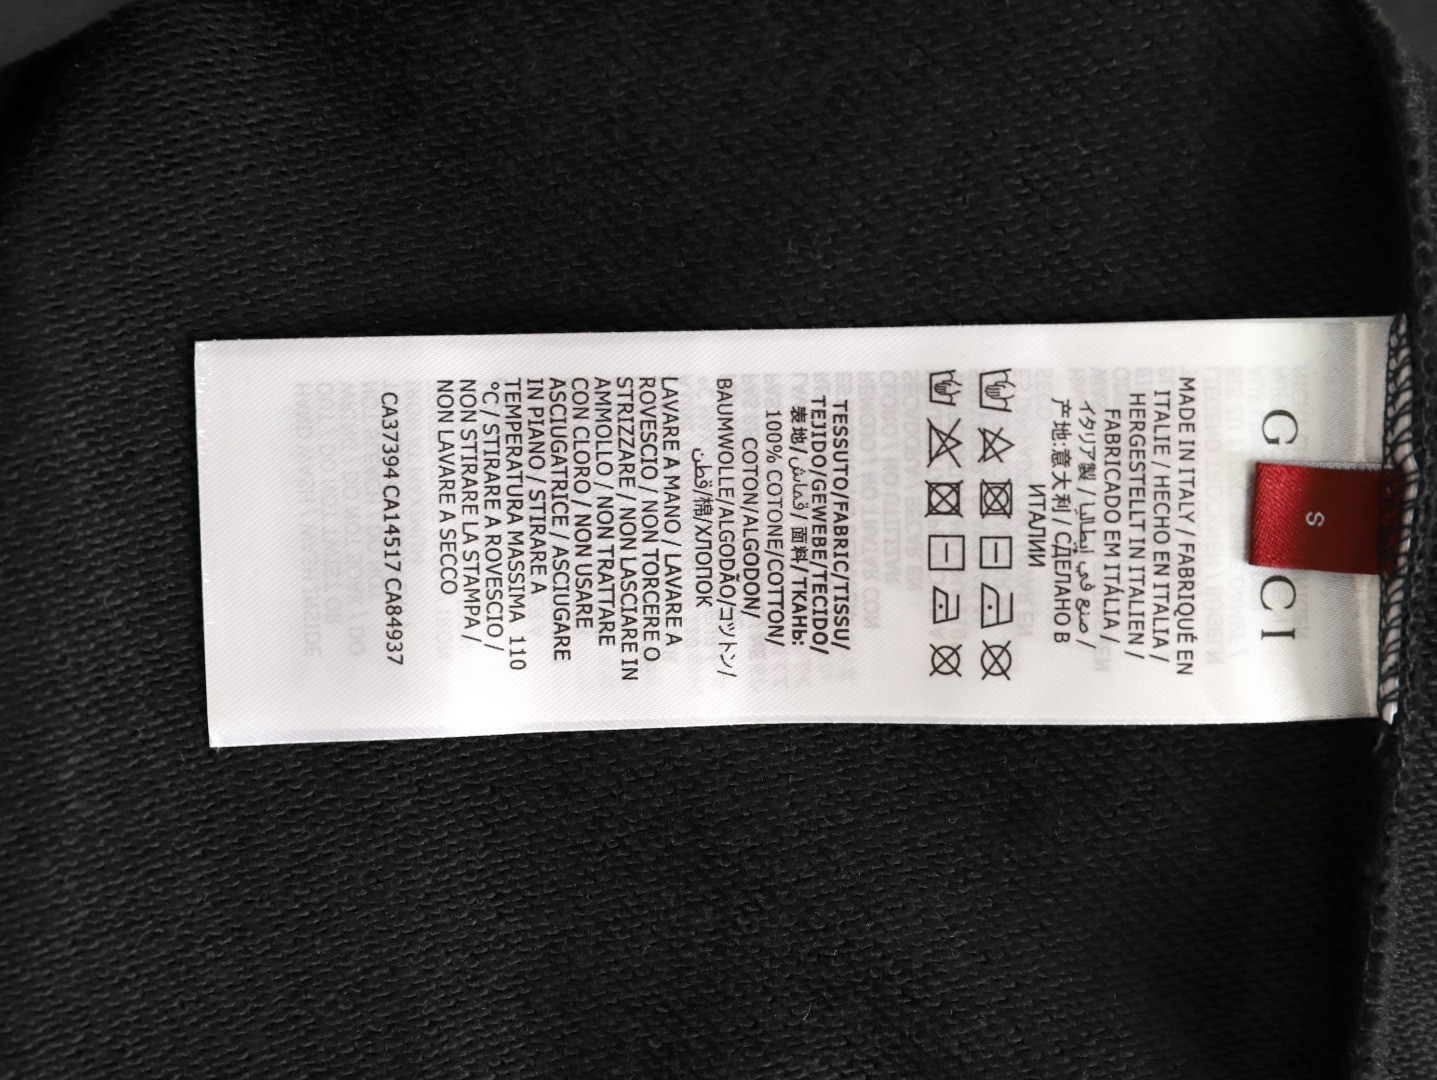 G CI
S
MADE IN ITALY / FABRIQUÉ EN
ITALIE / HECHO EN ITALIA /
HERGESTELLT IN ITALIEN /
FABRICADO EM ITÁLIA /
イタリア製 / صنع في إيطاليا /
产地:意大利 / СДЕЛАНО В
ИТАЛИИ
TESSUTO/FABRIC/TISSU/
TEJIDO/GEWEBE/TECIDO/
表地/ قماش/ 面料/ ТКАНЬ:
100% COTONE/COTTON/
COTON/ALGODON/
BAUMWOLLE/ALGODÃO/コットン/
قطن/棉/ХЛОПОК
LAVARE A MANO / LAVARE A
ROVESCIO / NON TORCERE O
STRIZZARE / NON LASCIARE IN
AMMOLLO / NON TRATTARE
CON CLORO / NON USARE
ASCIUGATRICE / ASCIUGARE
IN PIANO / STIRARE A
TEMPERATURA MASSIMA 110
°C/ STIRARE A ROVESCIO /
NON STIRARE LA STAMPA /
NON LAVARE A SECCO
CA37394 CA14517 CA84937